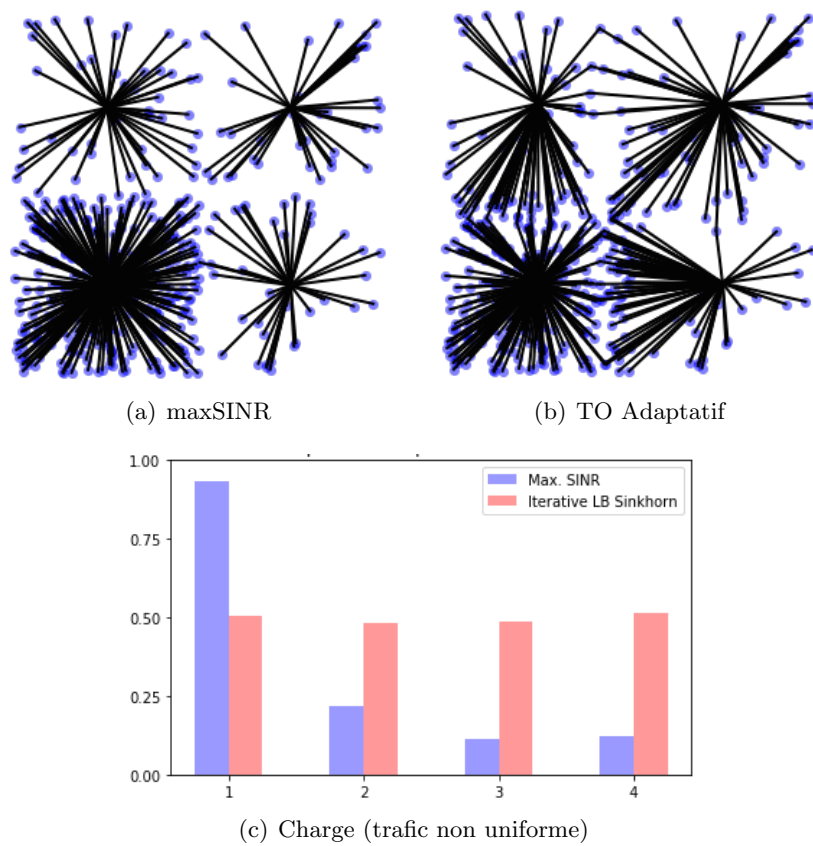 (a) maxSINR
(b) TO Adaptatif
1.00
0.75
0.50
0.25
0.00
Max. SINR
Iterative LB Sinkhorn
1 2 3 4
(c) Charge (trafic non uniforme)